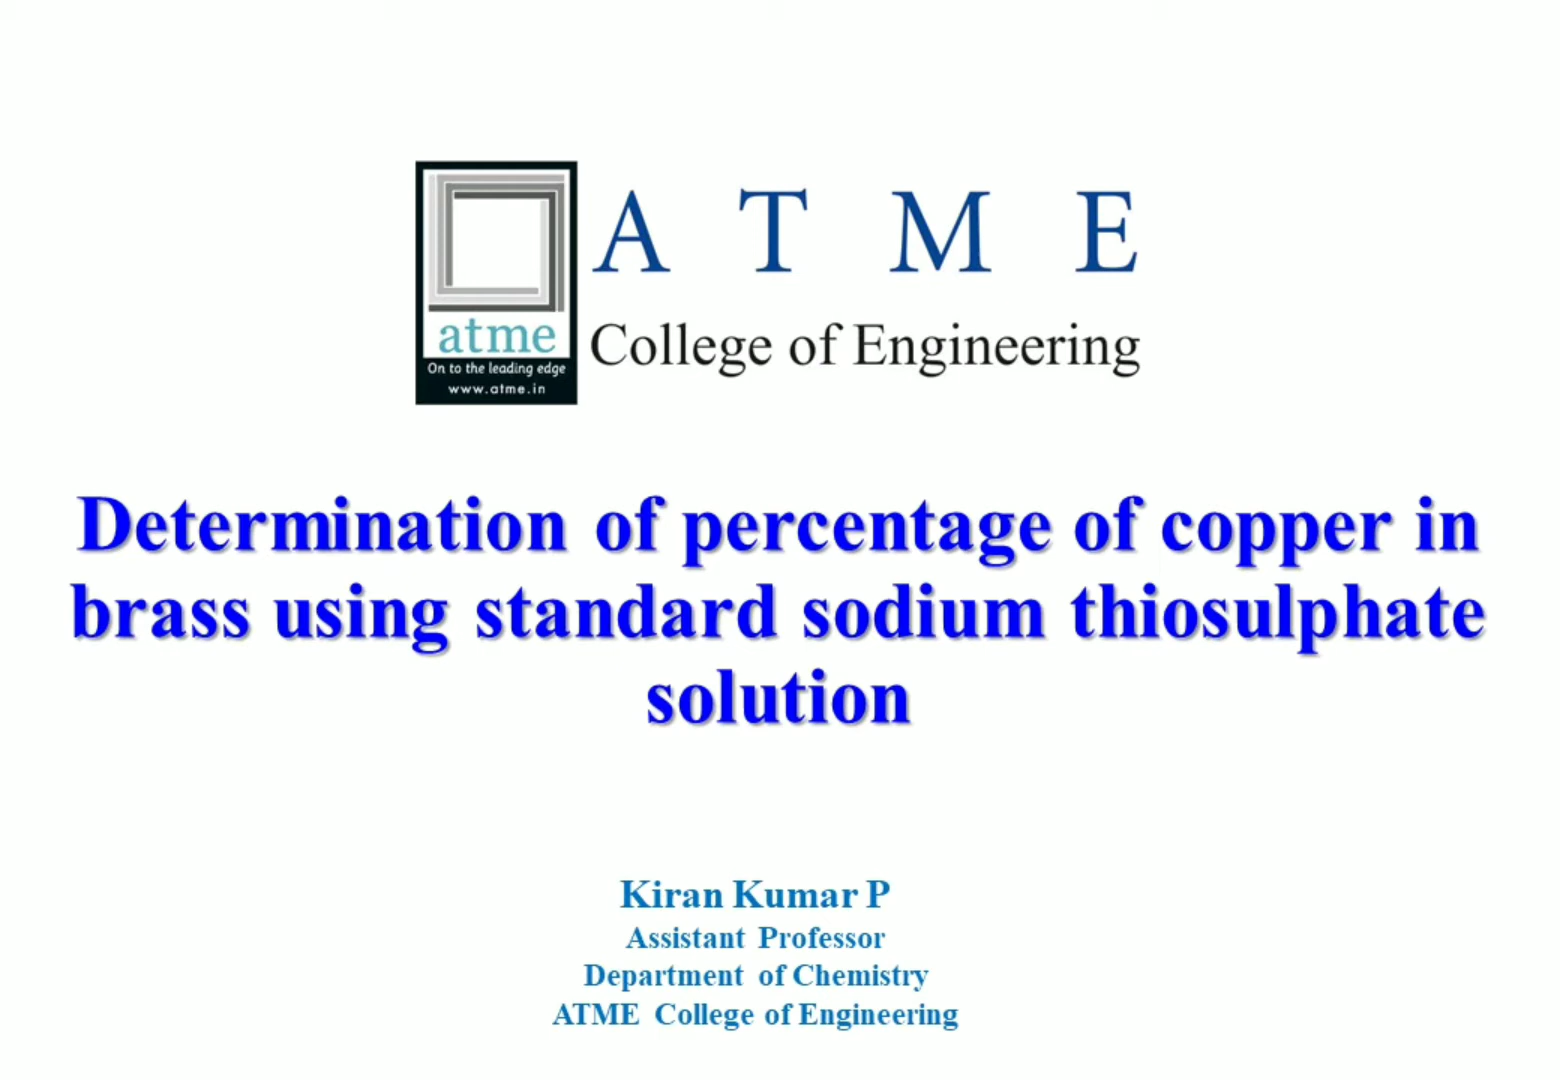 A T M E
College of Engineering
atme
On to the leading edge
www.atme.in
Determination of percentage of copper in
brass using standard sodium thiosulphate
solution
Kiran Kumar P
Assistant Professor
Department of Chemistry
ATME College of Engineering